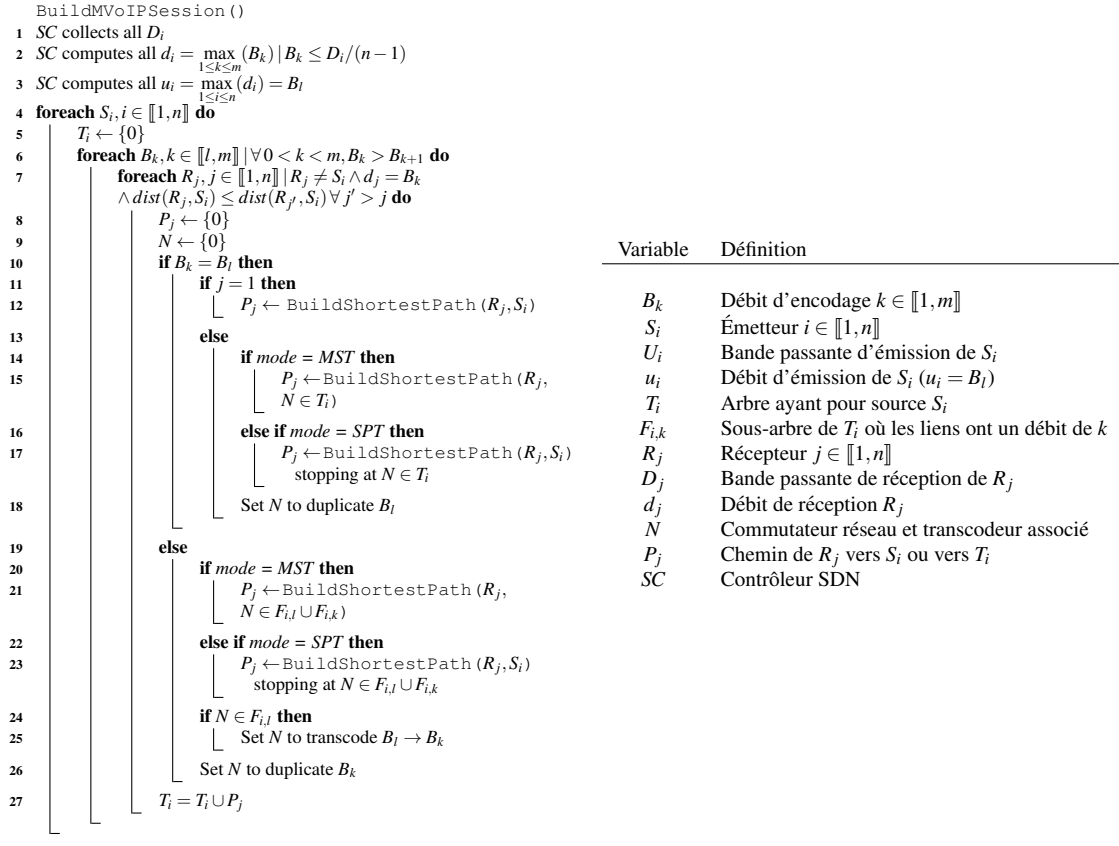 BuildMVoIPSession()
1 SC collects all D_i
2 SC computes all d_i = max_{1≤k≤m}(B_k) | B_k ≤ D_i/(n−1)
3 SC computes all u_i = max_{1≤i≤n}(d_i) = B_l
4 foreach S_i, i ∈ ⟦1,n⟧ do
5 T_i ← {0}
6 foreach B_k, k ∈ ⟦l,m⟧ | ∀ 0 < k < m, B_k > B_{k+1} do
7 foreach R_j, j ∈ ⟦1,n⟧ | R_j ≠ S_i ∧ d_j = B_k
∧ dist(R_j,S_i) ≤ dist(R_{j′},S_i) ∀ j′ > j do
8 P_j ← {0}
9 N ← {0}
10 if B_k = B_l then
11 if j = 1 then
12 P_j ← BuildShortestPath(R_j,S_i)
13 else
14 if mode = MST then
15 P_j ←BuildShortestPath(R_j,
N ∈ T_i)
16 else if mode = SPT then
17 P_j ←BuildShortestPath(R_j,S_i)
stopping at N ∈ T_i
18 Set N to duplicate B_l
19 else
20 if mode = MST then
21 P_j ←BuildShortestPath(R_j,
N ∈ F_{i,l} ∪ F_{i,k})
22 else if mode = SPT then
23 P_j ←BuildShortestPath(R_j,S_i)
stopping at N ∈ F_{i,l} ∪ F_{i,k}
24 if N ∈ F_{i,l} then
25 Set N to transcode B_l → B_k
26 Set N to duplicate B_k
27 T_i = T_i ∪ P_j
Variable Définition
B_k Débit d'encodage k ∈ ⟦1,m⟧
S_i Émetteur i ∈ ⟦1,n⟧
U_i Bande passante d'émission de S_i
u_i Débit d'émission de S_i (u_i = B_l)
T_i Arbre ayant pour source S_i
F_{i,k} Sous-arbre de T_i où les liens ont un débit de k
R_j Récepteur j ∈ ⟦1,n⟧
D_j Bande passante de réception de R_j
d_j Débit de réception R_j
N Commutateur réseau et transcodeur associé
P_j Chemin de R_j vers S_i ou vers T_i
SC Contrôleur SDN